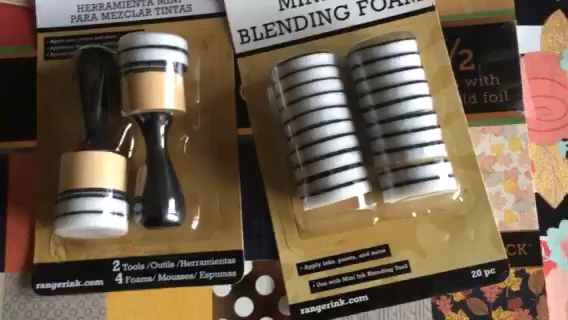 HERRAMIENTA MINI
PARA MEZCLAR TINTAS
2 Tools/Outils/Herramientas
4 Foams/Mousses/Espumas
rangerink.com
MINI
BLENDING FOAM
• Apply inks, paints, and more
• Use with Mini Ink Blending Tool
rangerink.com
20 pc
/2
with
foil